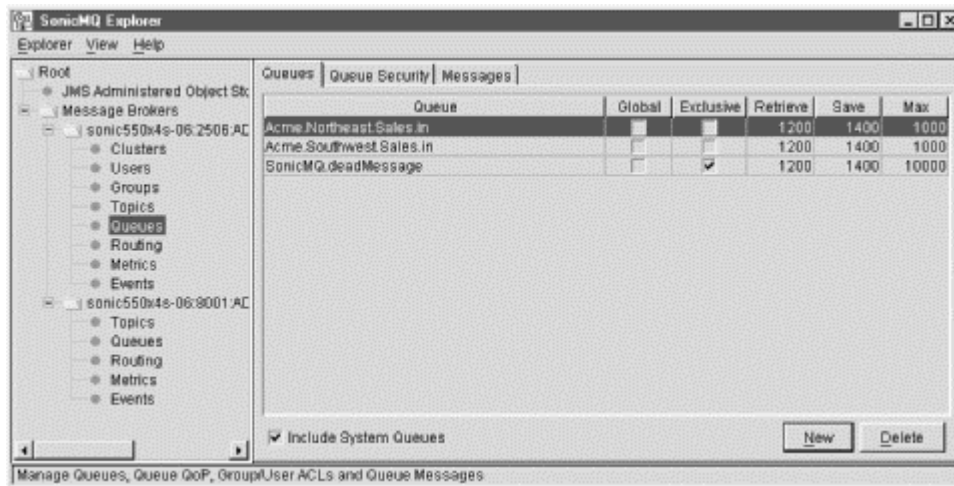 SonicMQ Explorer
Explorer View Help
Root
JMS Administered Object Stc
Message Brokers
sonic550x4s-06:2506:AD
Clusters
Users
Groups
Topics
Queues
Routing
Metrics
Events
sonic550x4s-06:8001:AD
Topics
Queues
Routing
Metrics
Events
Queues Queue Security Messages
Queue Global Exclusive Retrieve Save Max
Acme.Northeast.Sales.in 1200 1400 1000
Acme.Southwest.Sales.in 1200 1400 1000
SonicMQ.deadMessage 1200 1400 10000
Include System Queues New Delete
Manage Queues, Queue QoP, Group/User ACLs and Queue Messages